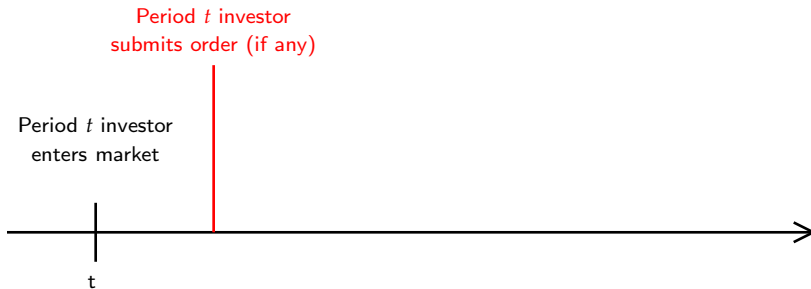 Period t investor
submits order (if any)
Period t investor
enters market
t